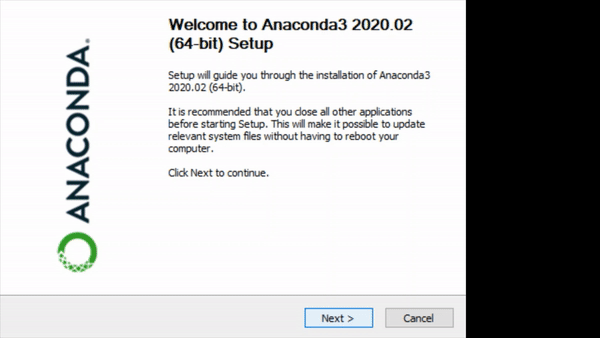 Welcome to Anaconda3 2020.02
(64-bit) Setup
Setup will guide you through the installation of Anaconda3
2020.02 (64-bit).
It is recommended that you close all other applications
before starting Setup. This will make it possible to update
relevant system files without having to reboot your
computer.
Click Next to continue.
ANACONDA.
Next >
Cancel